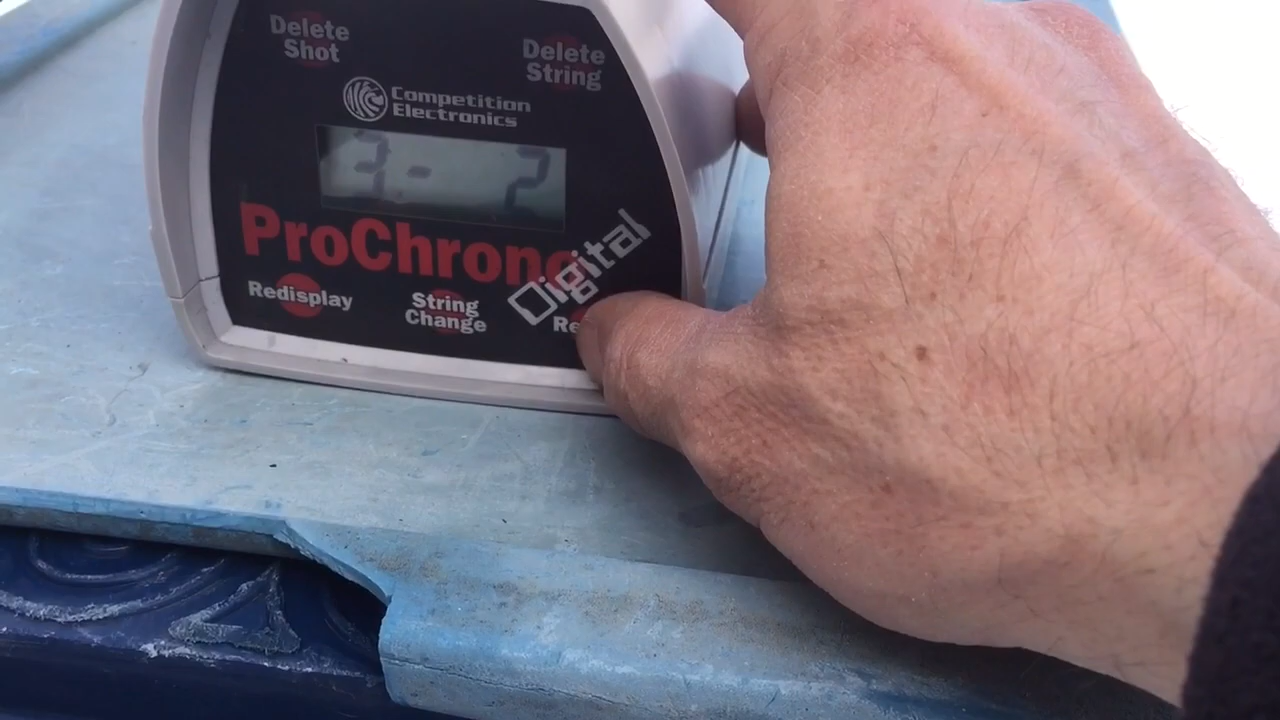 Delete
Shot
Delete
String
Competition
Electronics
3- 2
ProChrono
Digital
Redisplay
String
Change